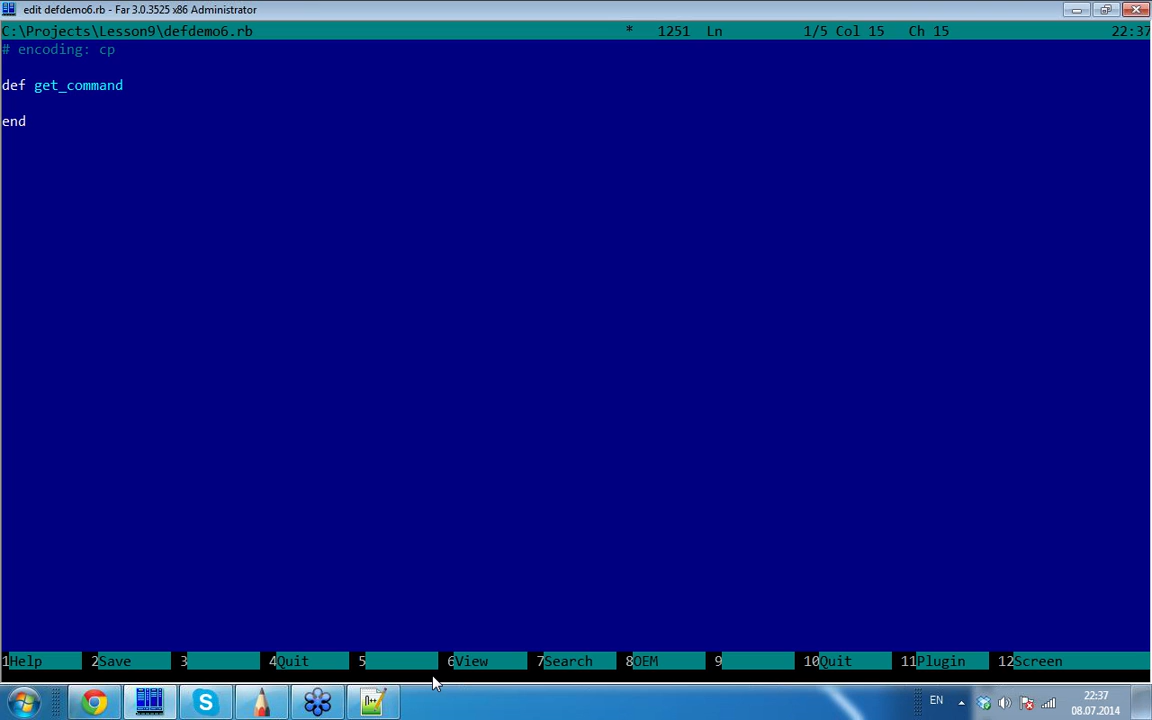 edit defdemo6.rb - Far 3.0.3525 x86 Administrator
C:\Projects\Lesson9\defdemo6.rb * 1251 Ln 1/5 Col 15 Ch 15 22:37
# encoding: cp
def get_command
end
1Help 2Save 3 4Quit 5 6View 7Search 8OEM 9 10Quit 11Plugin 12Screen
EN
22:37
08.07.2014